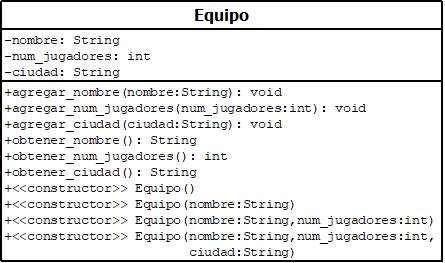 Equipo
-nombre: String
-num_jugadores: int
-ciudad: String
+agregar_nombre(nombre:String): void
+agregar_num_jugadores(num_jugadores:int): void
+agregar_ciudad(ciudad:String): void
+obtener_nombre(): String
+obtener_num_jugadores(): int
+obtener_ciudad(): String
+<<constructor>> Equipo()
+<<constructor>> Equipo(nombre:String)
+<<constructor>> Equipo(nombre:String,num_jugadores:int)
+<<constructor>> Equipo(nombre:String,num_jugadores:int,
ciudad:String)